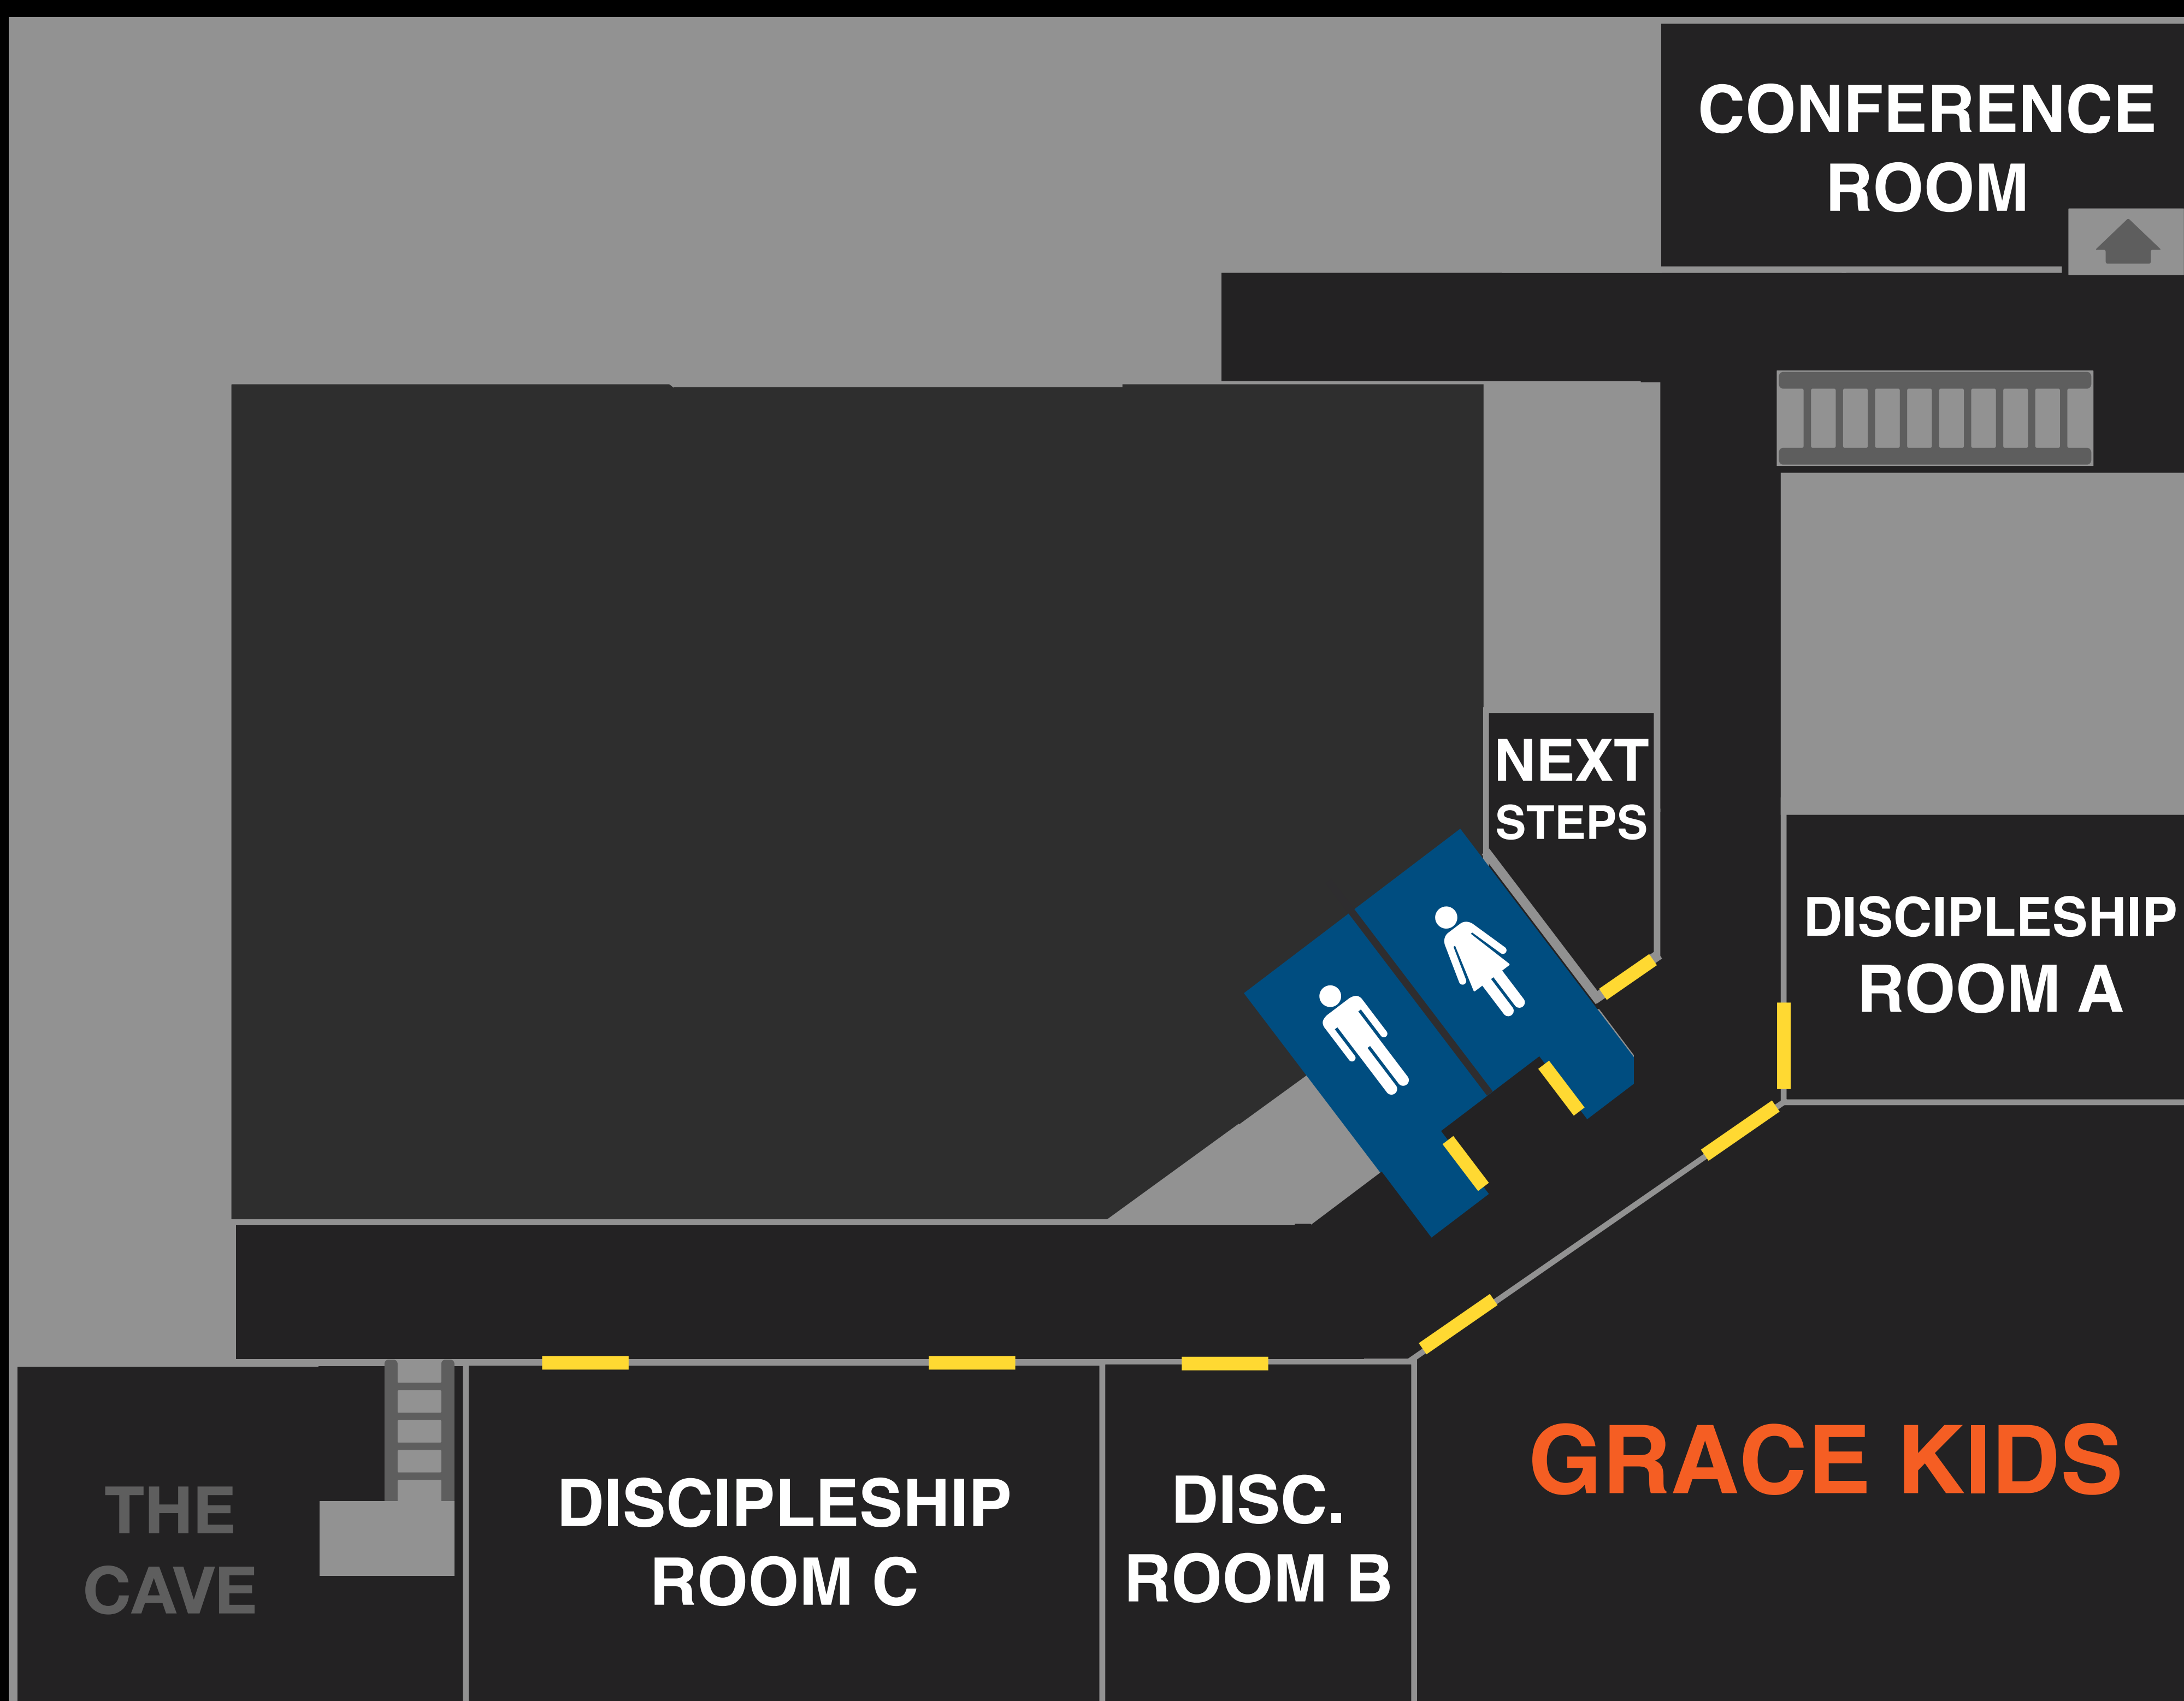 CONFERENCE
ROOM
NEXT
STEPS
DISCIPLESHIP
ROOM A
GRACE KIDS
THE
CAVE
DISCIPLESHIP
ROOM C
DISC.
ROOM B